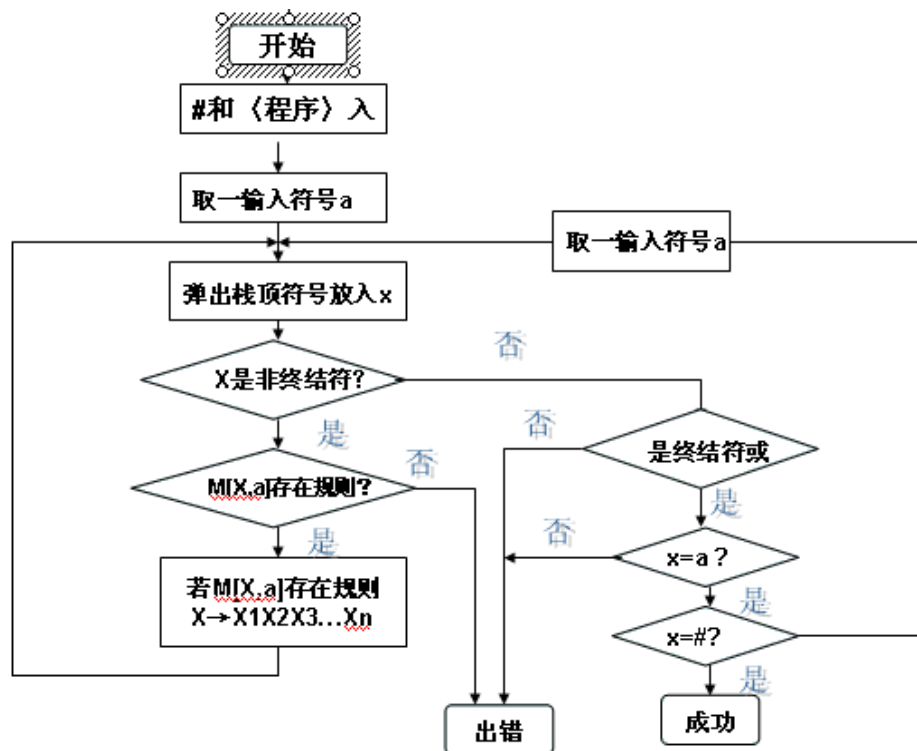 开始
#和〈程序〉入
取一输入符号a
取一输入符号a
弹出栈顶符号放入x
否
X是非终结符?
是
否
否
是终结符或
M[X,a]存在规则?
是
是
否
x=a?
若M[X,a]存在规则
X→X1X2X3…Xn
是
x=#?
是
出错
成功